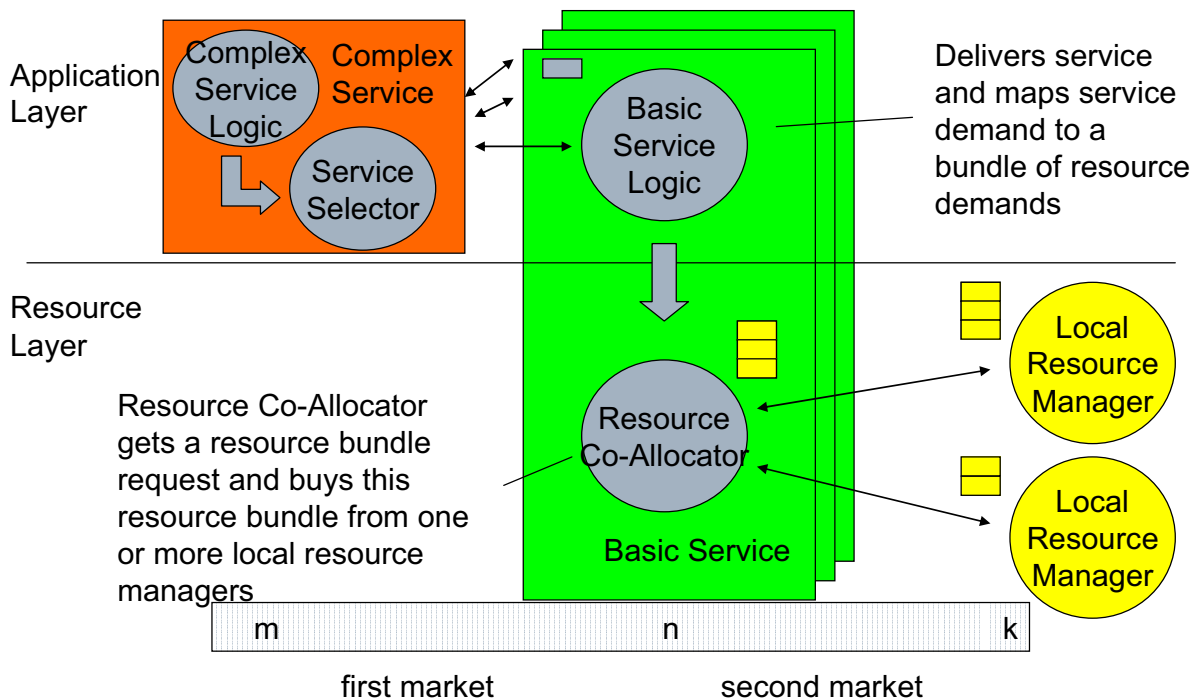 Application
Layer
Complex
Service
Logic
Complex
Service
Service
Selector
Basic
Service
Logic
Delivers service
and maps service
demand to a
bundle of resource
demands
Resource
Layer
Resource Co-Allocator
gets a resource bundle
request and buys this
resource bundle from one
or more local resource
managers
Resource
Co-Allocator
Basic Service
Local
Resource
Manager
Local
Resource
Manager
m
n
k
first market
second market